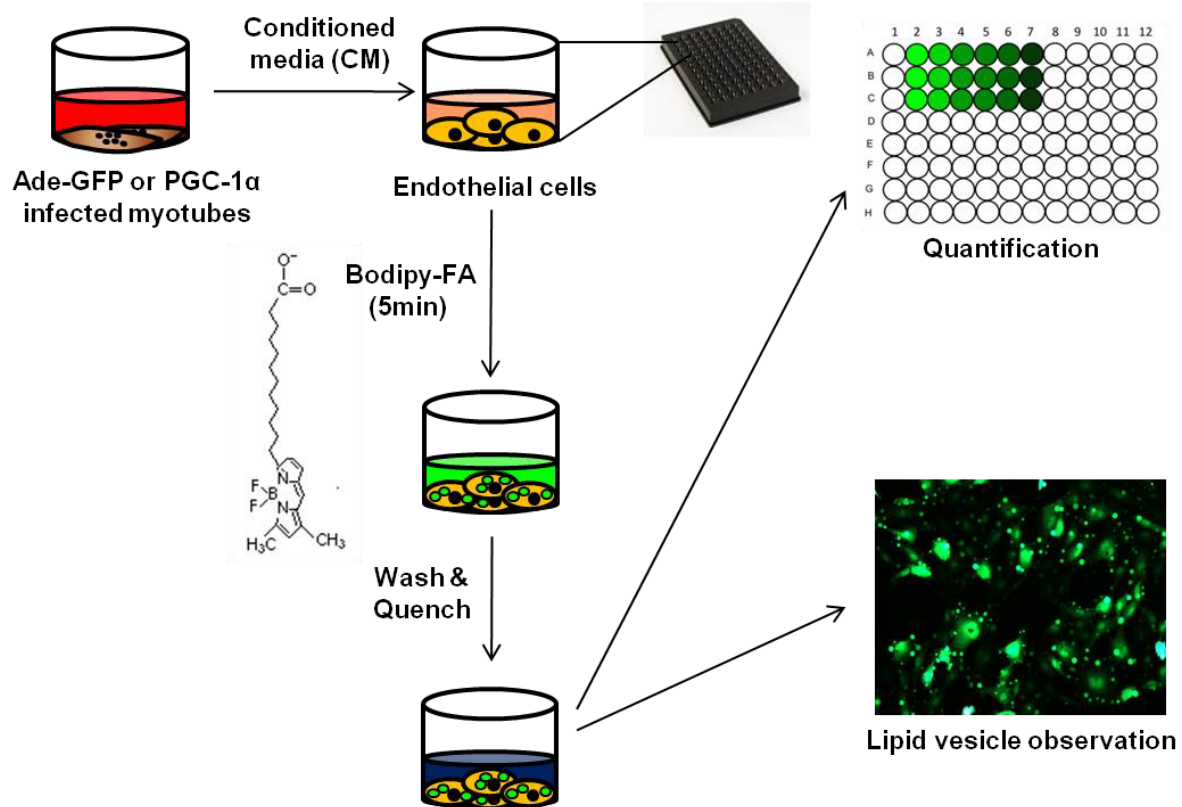 Conditioned
media (CM)
Ade-GFP or PGC-1α
infected myotubes
Endothelial cells
1 2 3 4 5 6 7 8 9 10 11 12
A
B
C
D
E
F
G
H
Quantification
Bodipy-FA
(5min)
O⁻
C=O
F
F
B
N
N
H₃C
CH₃
Wash &
Quench
Lipid vesicle observation